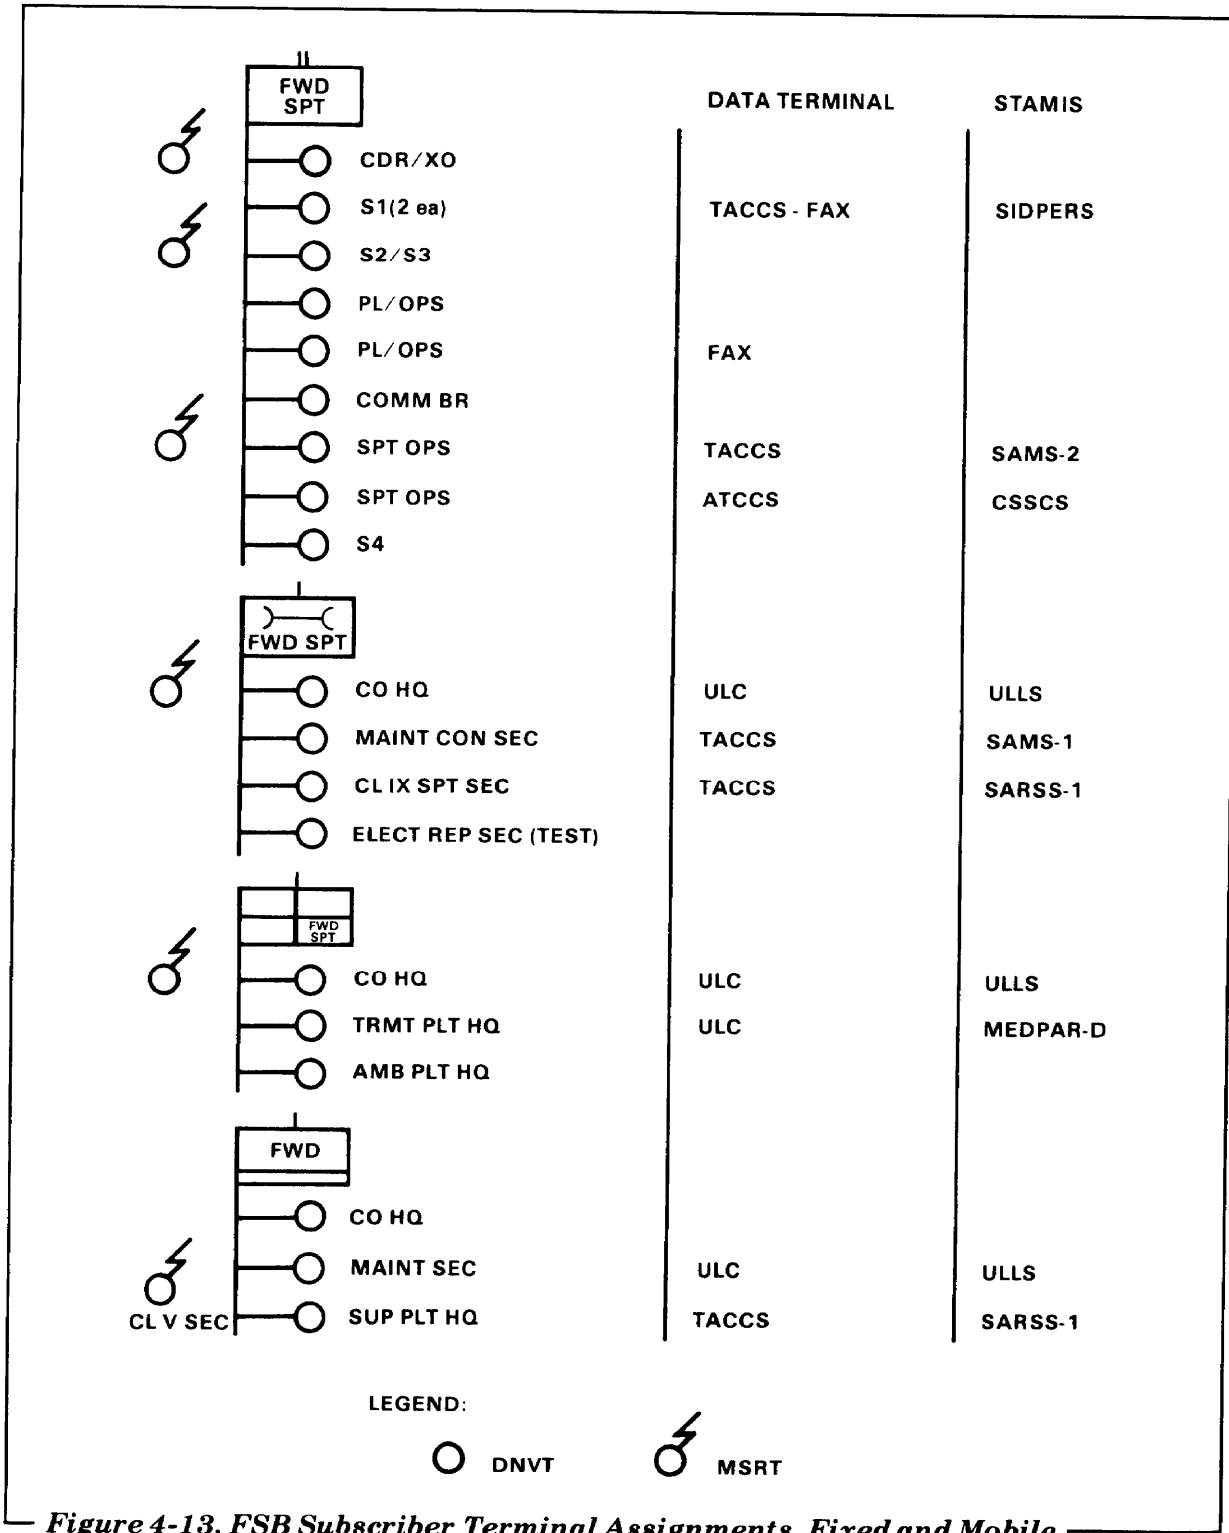 FWD
SPT
DATA TERMINAL STAMIS
CDR/XO
S1(2 ea) TACCS - FAX SIDPERS
S2/S3
PL/OPS
PL/OPS FAX
COMM BR
SPT OPS TACCS SAMS-2
SPT OPS ATCCS CSSCS
S4
FWD SPT
CO HQ ULC ULLS
MAINT CON SEC TACCS SAMS-1
CL IX SPT SEC TACCS SARSS-1
ELECT REP SEC (TEST)
FWD
SPT
CO HQ ULC ULLS
TRMT PLT HQ ULC MEDPAR-D
AMB PLT HQ
FWD
CO HQ
MAINT SEC ULC ULLS
CL V SEC SUP PLT HQ TACCS SARSS-1
LEGEND:
DNVT MSRT
Figure 4-13. FSB Subscriber Terminal Assignments, Fixed and Mobile